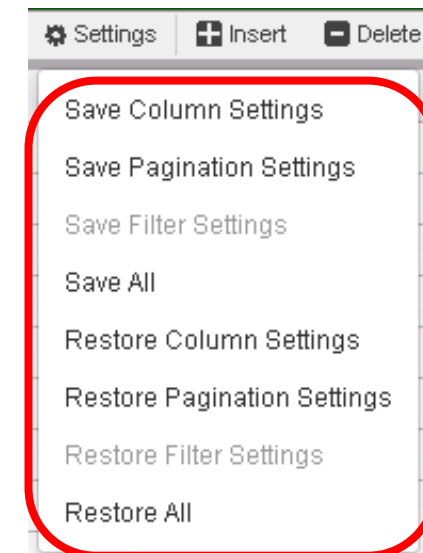 Settings Insert Delete
Save Column Settings
Save Pagination Settings
Save Filter Settings
Save All
Restore Column Settings
Restore Pagination Settings
Restore Filter Settings
Restore All